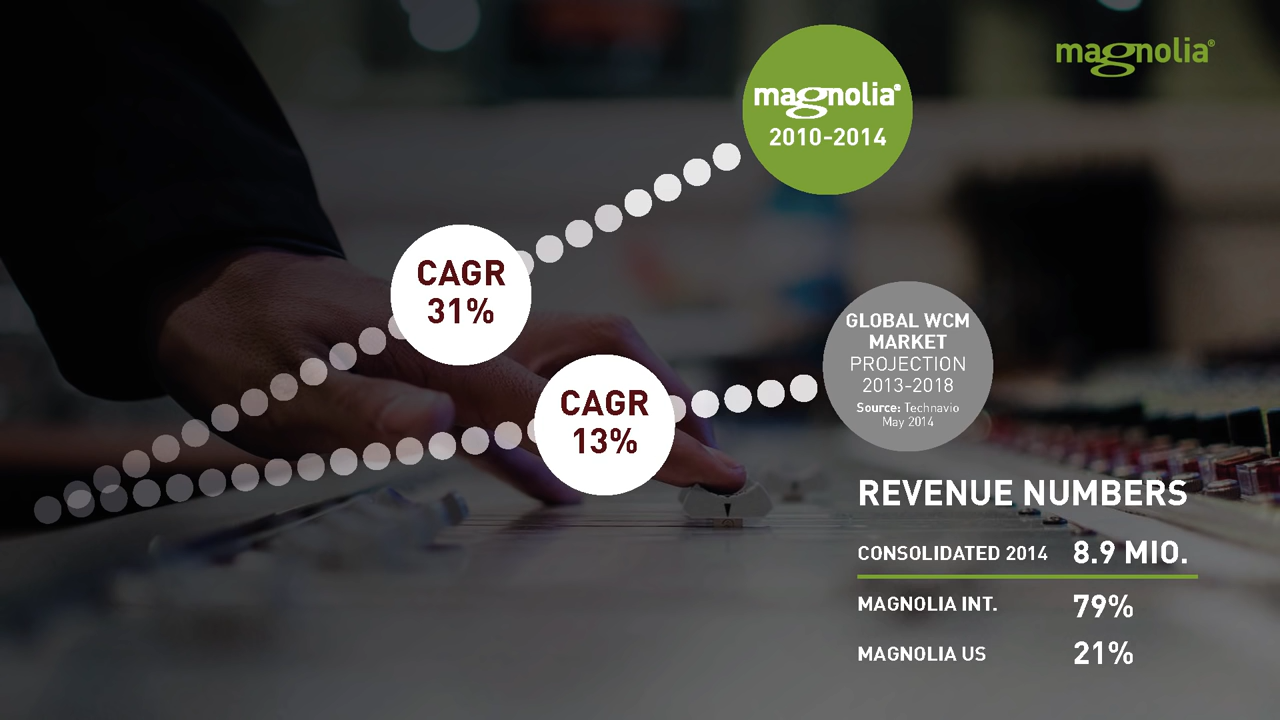 magnolia®
magnolia®
2010-2014
CAGR
31%
CAGR
13%
GLOBAL WCM
MARKET
PROJECTION
2013-2018
Source: Technavio
May 2014
REVENUE NUMBERS
CONSOLIDATED 2014 8.9 MIO.
MAGNOLIA INT. 79%
MAGNOLIA US 21%